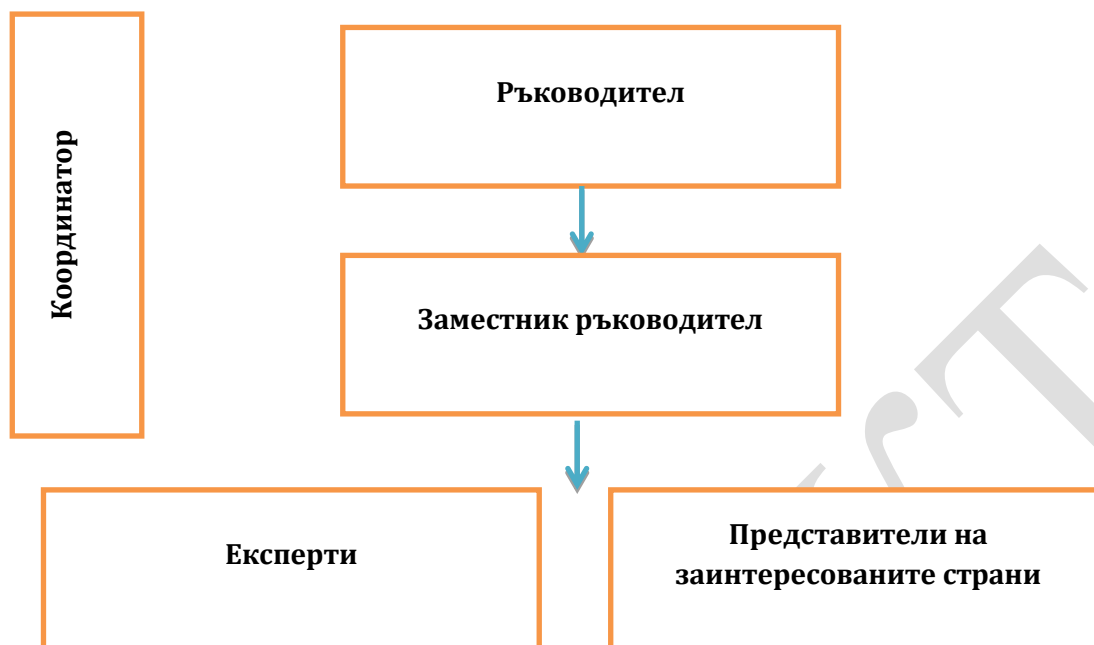 Координатор
Ръководител
Заместник ръководител
Експерти
Представители на
заинтересованите страни